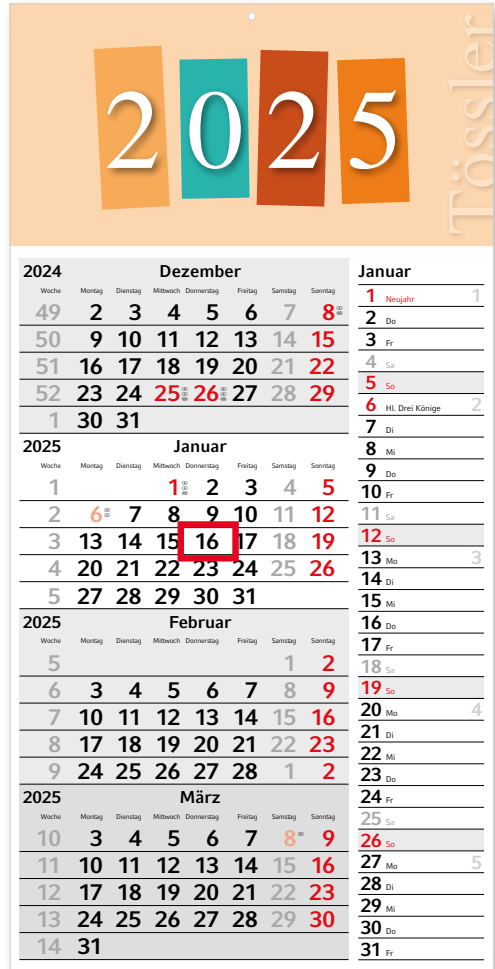 Tössler
2025
2024 Dezember
Woche Montag Dienstag Mittwoch Donnerstag Freitag Samstag Sonntag
49 2 3 4 5 6 7 8
50 9 10 11 12 13 14 15
51 16 17 18 19 20 21 22
52 23 24 25 26 27 28 29
1 30 31
2025 Januar
Woche Montag Dienstag Mittwoch Donnerstag Freitag Samstag Sonntag
1 1 2 3 4 5
2 6 7 8 9 10 11 12
3 13 14 15 16 17 18 19
4 20 21 22 23 24 25 26
5 27 28 29 30 31
2025 Februar
Woche Montag Dienstag Mittwoch Donnerstag Freitag Samstag Sonntag
5 1 2
6 3 4 5 6 7 8 9
7 10 11 12 13 14 15 16
8 17 18 19 20 21 22 23
9 24 25 26 27 28 1 2
2025 März
Woche Montag Dienstag Mittwoch Donnerstag Freitag Samstag Sonntag
10 3 4 5 6 7 8 9
11 10 11 12 13 14 15 16
12 17 18 19 20 21 22 23
13 24 25 26 27 28 29 30
14 31
Januar
1 Neujahr 1
2 Do
3 Fr
4 Sa
5 So
6 Hl. Drei Könige 2
7 Di
8 Mi
9 Do
10 Fr
11 Sa
12 So
13 Mo 3
14 Di
15 Mi
16 Do
17 Fr
18 Sa
19 So
20 Mo 4
21 Di
22 Mi
23 Do
24 Fr
25 Sa
26 So
27 Mo 5
28 Di
29 Mi
30 Do
31 Fr